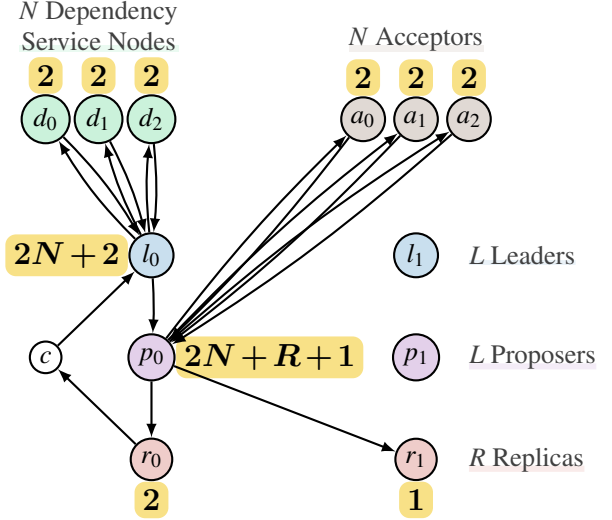 N Dependency
Service Nodes
N Acceptors
2 2 2
2 2 2
d0 d1 d2
a0 a1 a2
2N + 2
l0
l1
L Leaders
c
p0
2N + R + 1
p1
L Proposers
r0
r1
R Replicas
2
1